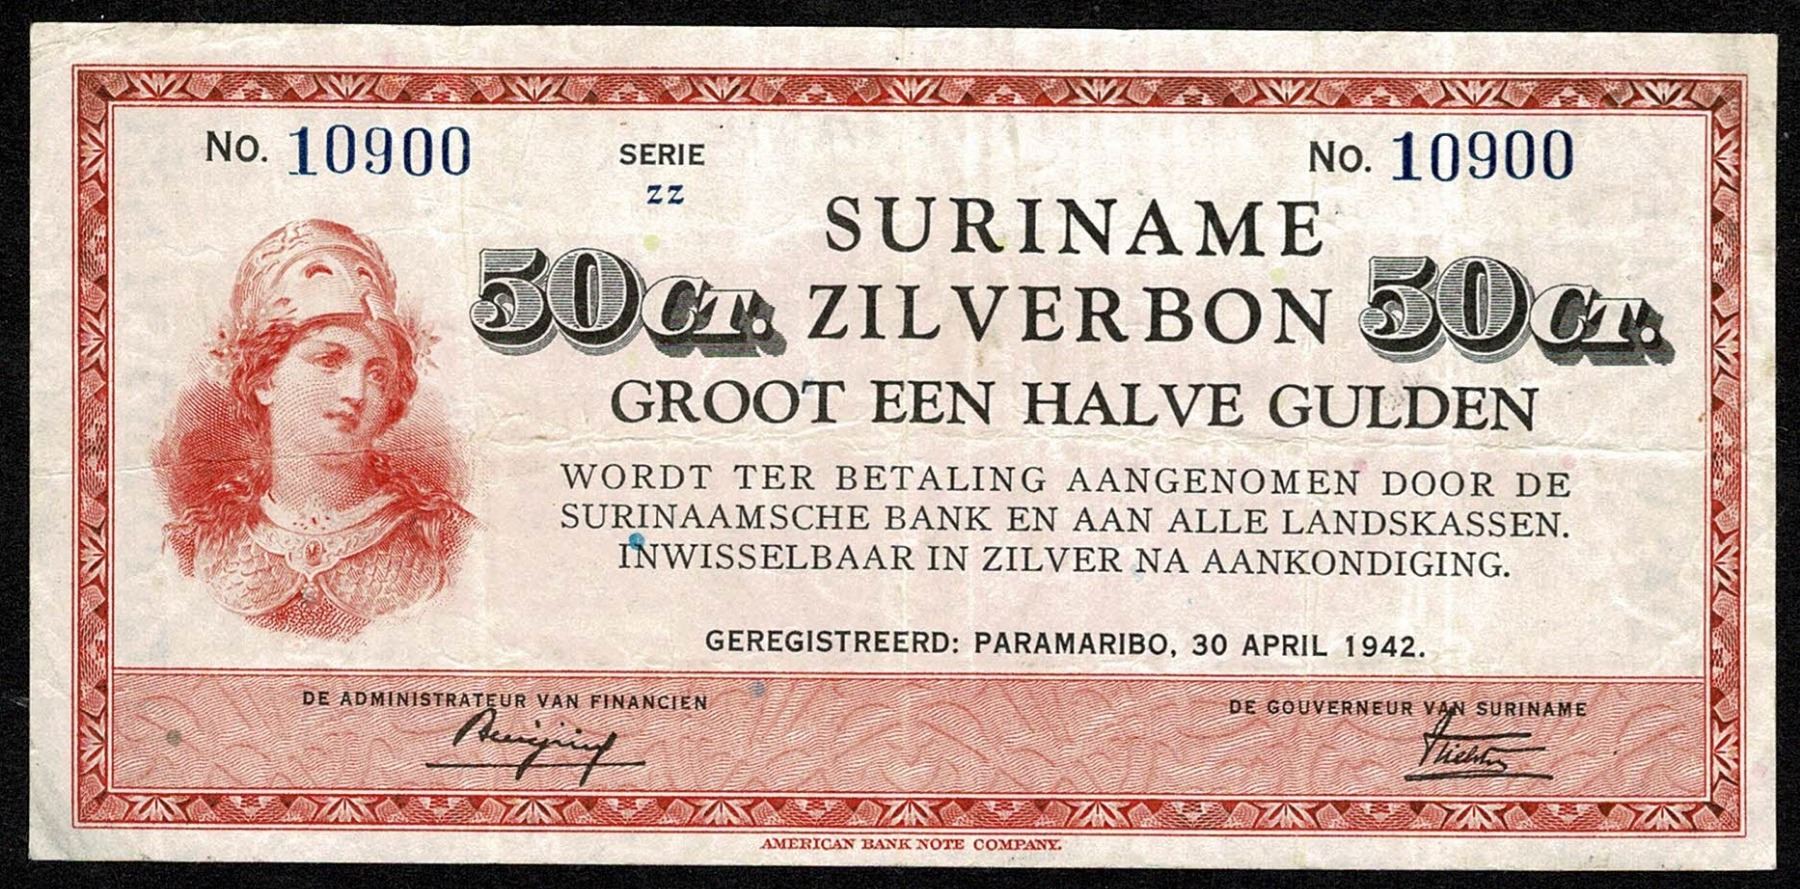 No. 10900
SERIE
ZZ
No. 10900
SURINAME
50 CT. ZILVERBON 50 CT.
GROOT EEN HALVE GULDEN
WORDT TER BETALING AANGENOMEN DOOR DE
SURINAAMSCHE BANK EN AAN ALLE LANDSKASSEN.
INWISSELBAAR IN ZILVER NA AANKONDIGING.
GEREGISTREERD: PARAMARIBO, 30 APRIL 1942.
DE ADMINISTRATEUR VAN FINANCIEN
DE GOUVERNEUR VAN SURINAME
AMERICAN BANK NOTE COMPANY.